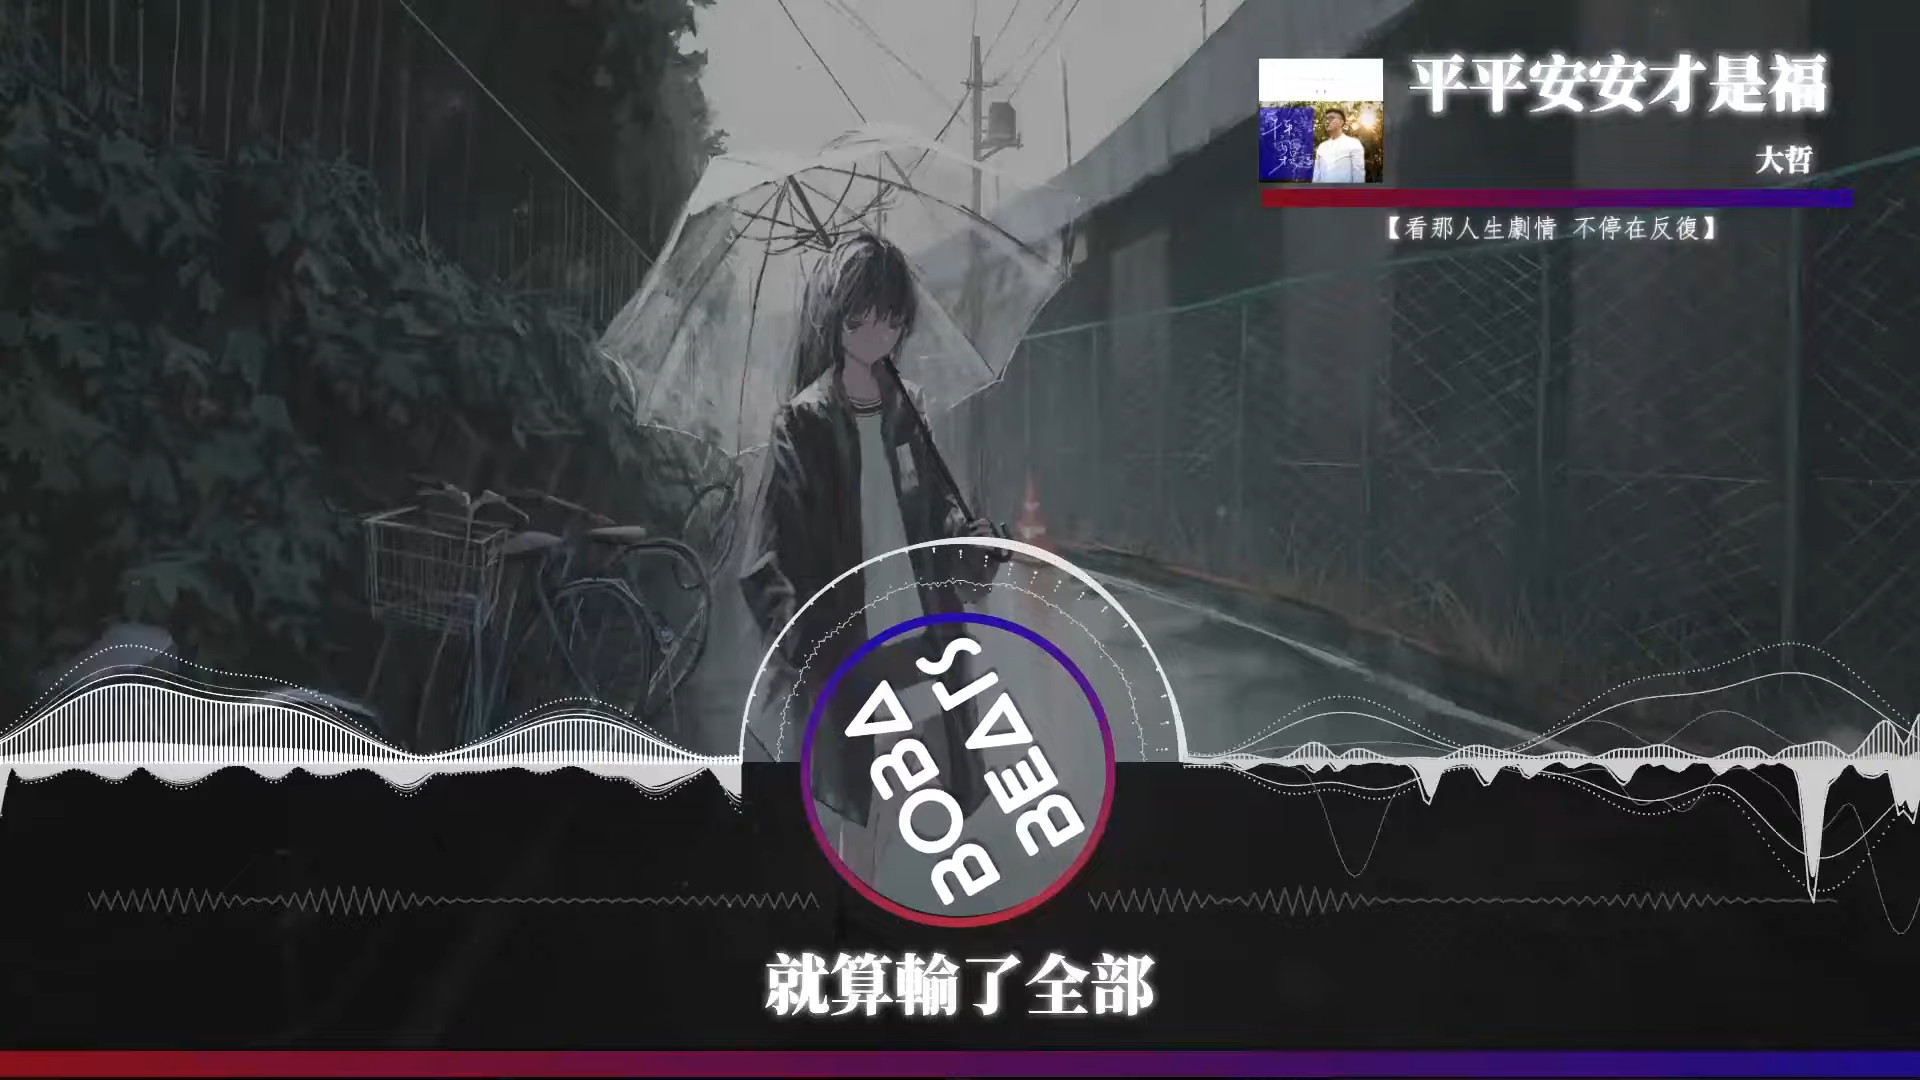 平平安安才是福
大哲
【看那人生劇情 不停在反復】
BOBA
BEATS
就算輸了全部